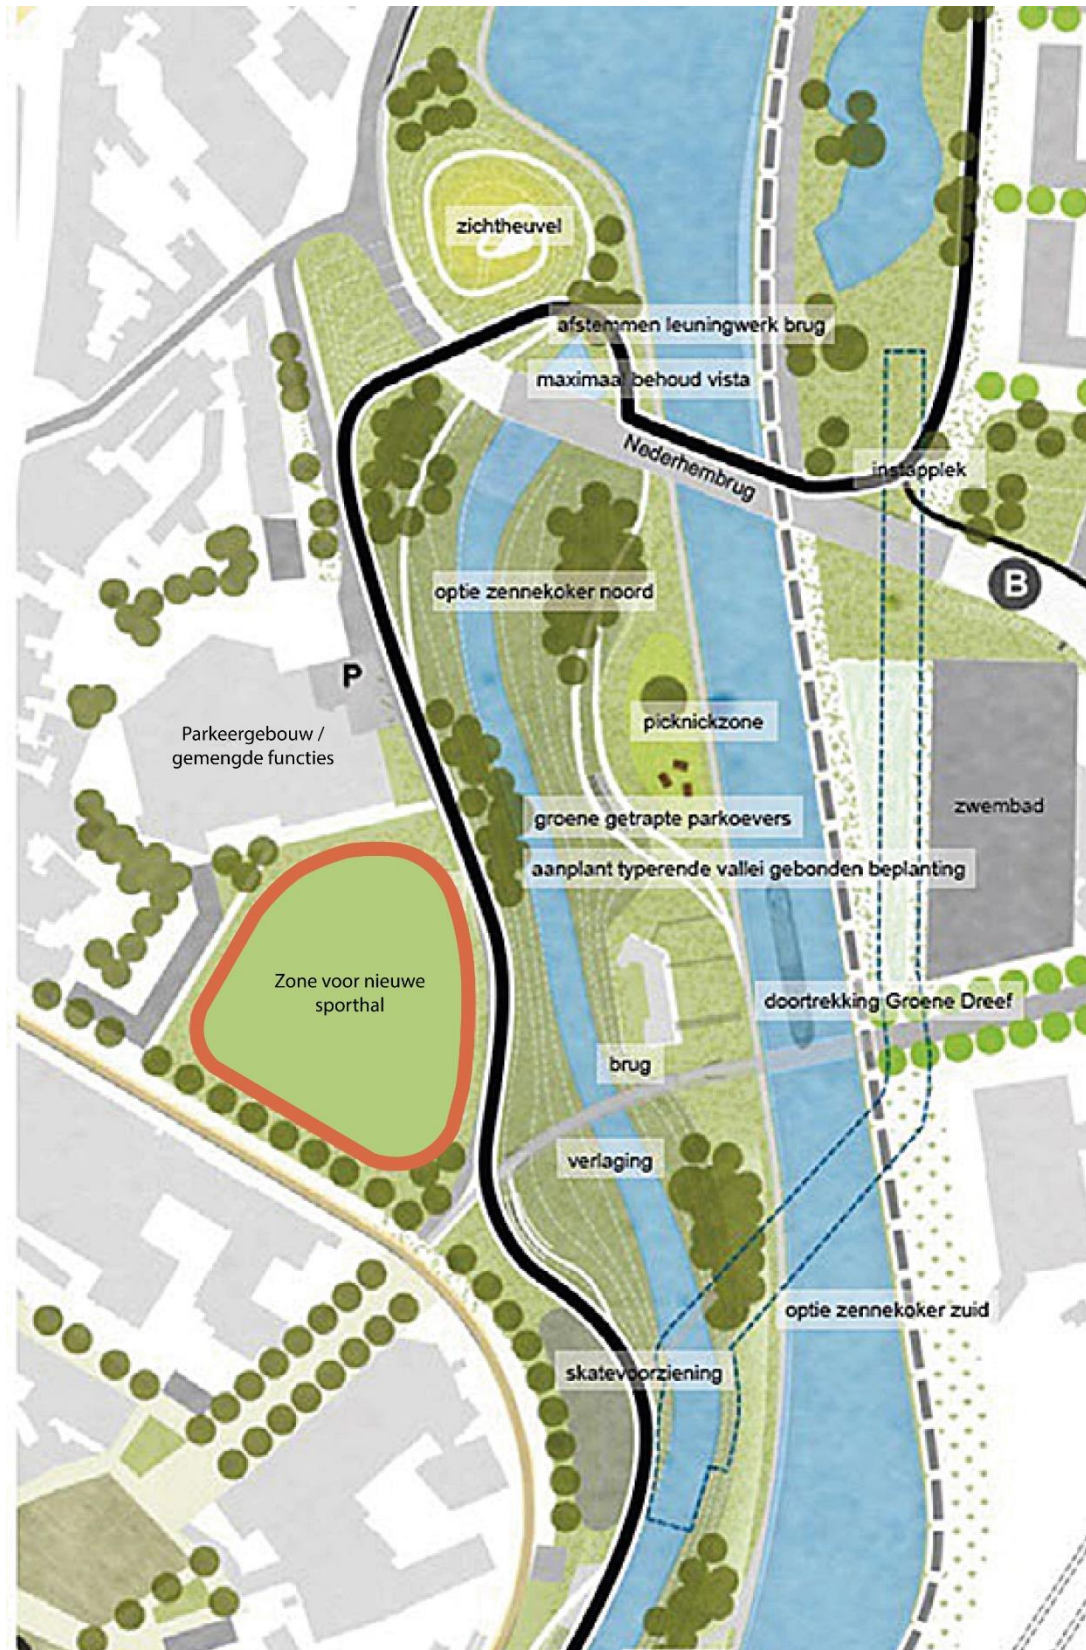 zichtheuvel
afstemmen leuningwerk brug
maximaal behoud vista
Nederhembrug
instapplek
B
optie zennekoker noord
P
picknickzone
Parkeergebouw /
gemengde functies
groene getrapte parkoevers
zwembad
aanplant typerende vallei gebonden beplanting
Zone voor nieuwe
sporthal
doortrekking Groene Dreef
brug
verlaging
optie zennekoker zuid
skatevoorziening